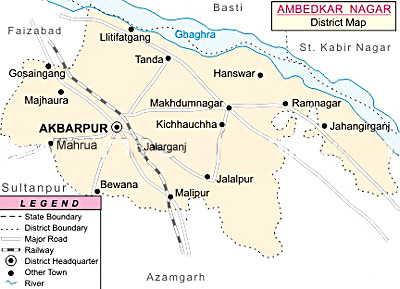 AMBEDKAR NAGAR
District Map
Basti
Faizabad
Llitifatgang
Ghaghra
St. Kabir Nagar
Tanda
Gosaingang
Hanswar
Majhaura
Makhdumnagar
Ramnagar
AKBARPUR
Kichhauchha
Jahangirganj
Mahrua
Jalarganj
Sultanpur
Bewana
Jalalpur
Malipur
Azamgarh
LEGEND
State Boundary
District Boundary
Major Road
Railway
District Headquarter
Other Town
River